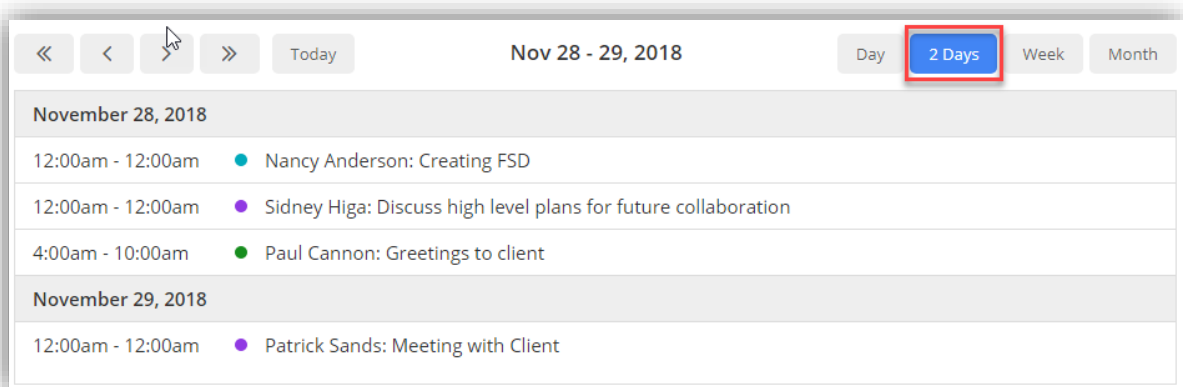 Today Nov 28 - 29, 2018 Day 2 Days Week Month
November 28, 2018
12:00am - 12:00am Nancy Anderson: Creating FSD
12:00am - 12:00am Sidney Higa: Discuss high level plans for future collaboration
4:00am - 10:00am Paul Cannon: Greetings to client
November 29, 2018
12:00am - 12:00am Patrick Sands: Meeting with Client